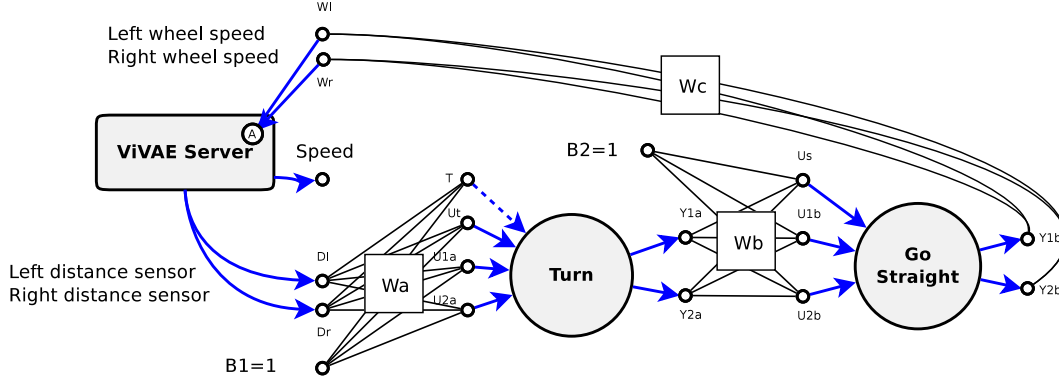 Wl
Left wheel speed
Right wheel speed
Wr
Wc
A
ViVAE Server
Speed
B2=1
Us
T
Ut
Y1a
U1b
Y1b
Wb
Go
Straight
Turn
Dl
U1a
Left distance sensor
Right distance sensor
Wa
U2a
Dr
Y2a
U2b
Y2b
B1=1